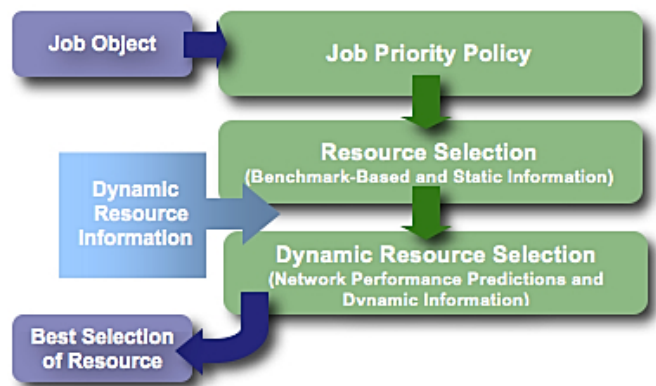 Job Object
Job Priority Policy
Resource Selection
(Benchmark-Based and Static Information)
Dynamic
Resource
Information
Dynamic Resource Selection
(Network Performance Predictions and
Dynamic Information)
Best Selection
of Resource